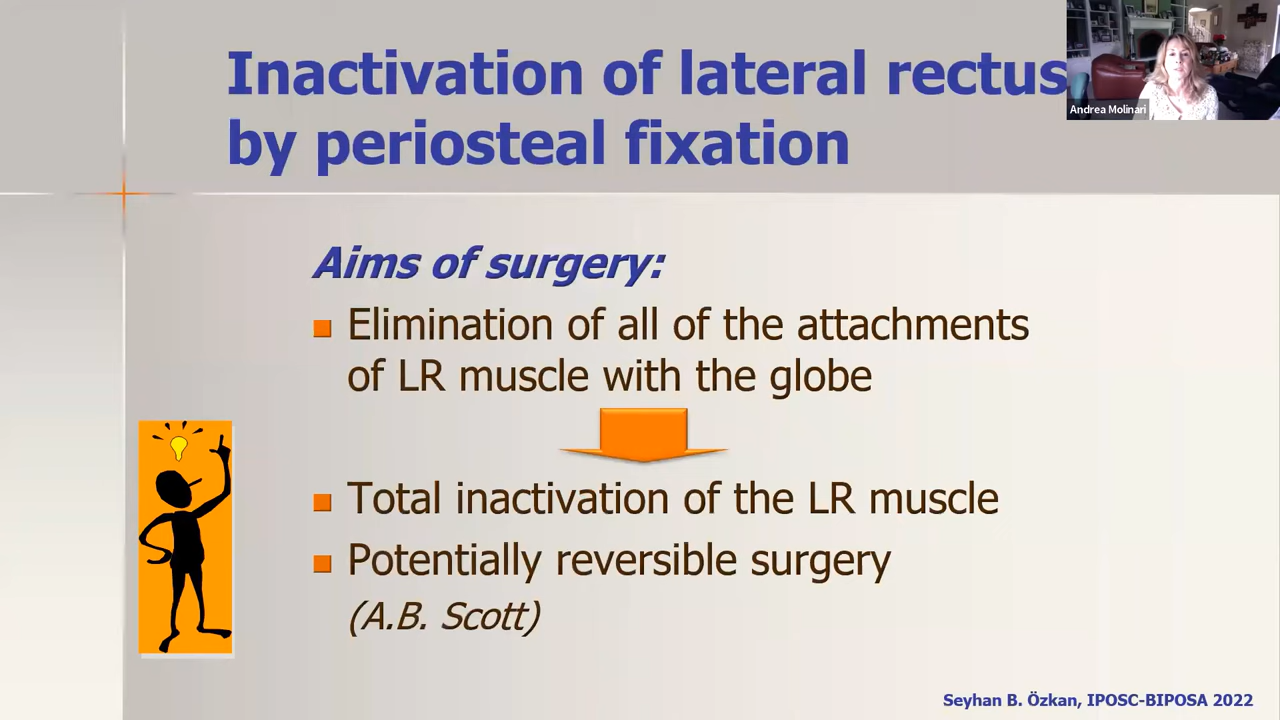 Inactivation of lateral rectus
by periosteal fixation
Andrea Molinari
Aims of surgery:
Elimination of all of the attachments
of LR muscle with the globe
Total inactivation of the LR muscle
Potentially reversible surgery
(A.B. Scott)
Seyhan B. Özkan, IPOSC-BIPOSA 2022